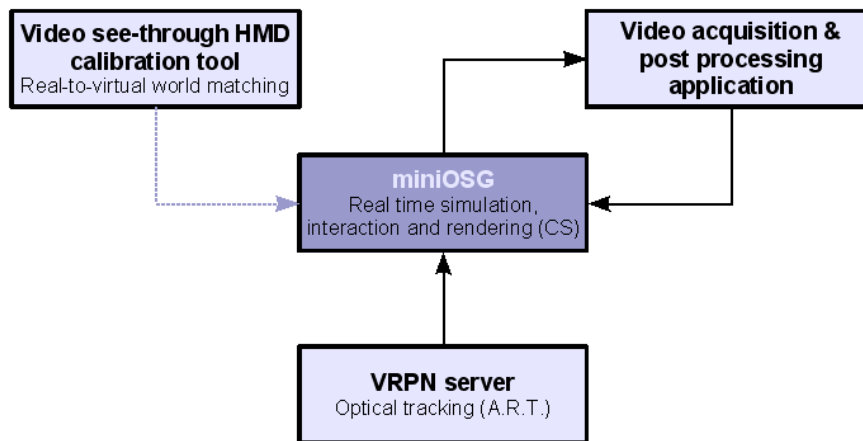 Video see-through HMD
calibration tool
Real-to-virtual world matching
Video acquisition &
post processing
application
miniOSG
Real time simulation,
interaction and rendering (CS)
VRPN server
Optical tracking (A.R.T.)